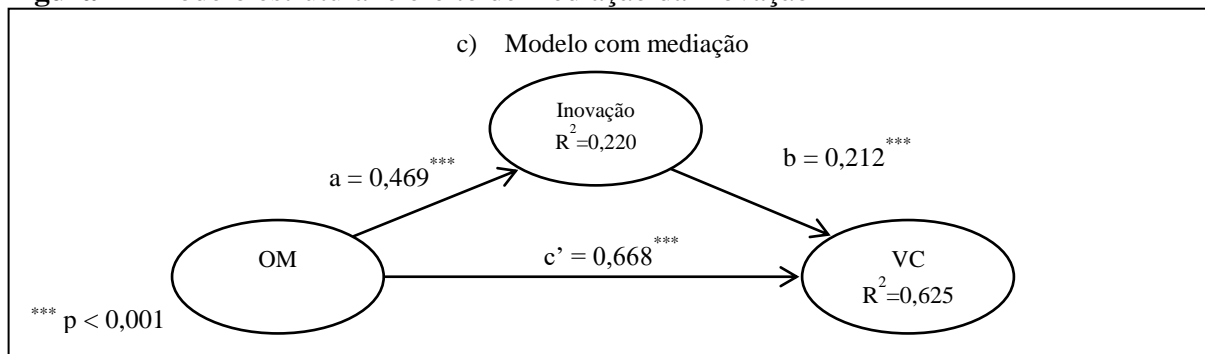 c) Modelo com mediação
Inovação
R²=0,220
a = 0,469***
b = 0,212***
OM
c’ = 0,668***
VC
R²=0,625
*** p < 0,001